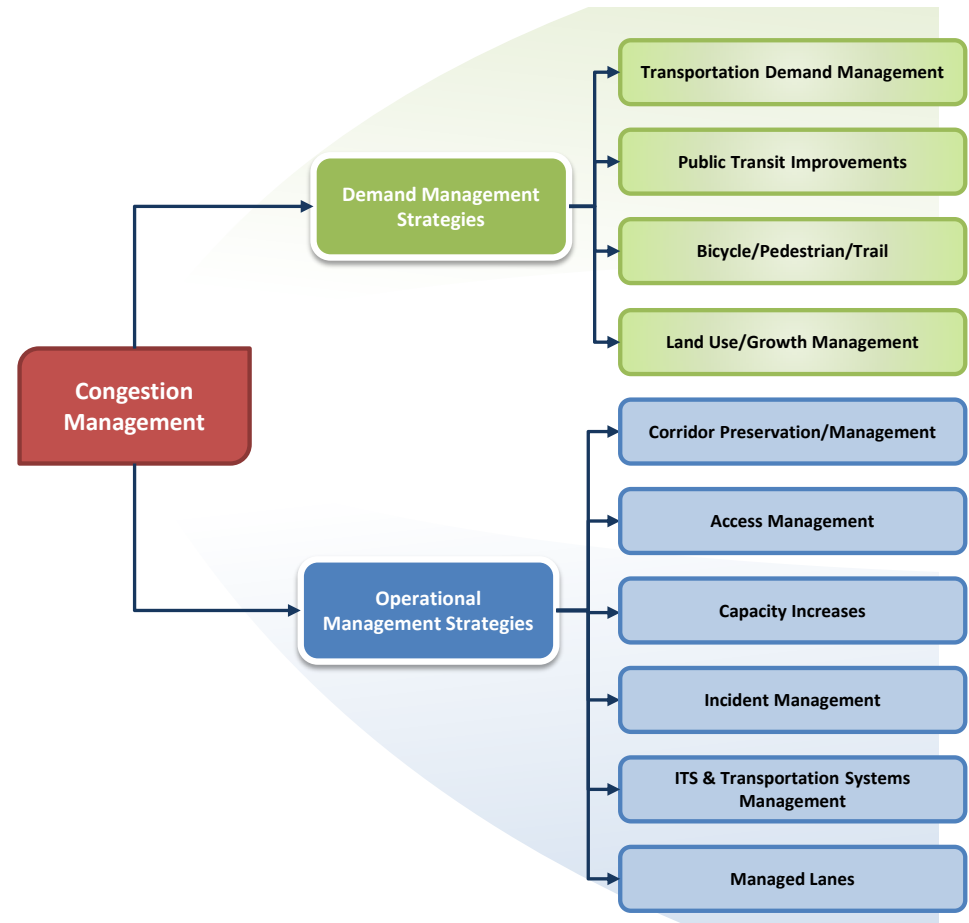 Transportation Demand Management
Public Transit Improvements
Demand Management
Strategies
Bicycle/Pedestrian/Trail
Land Use/Growth Management
Congestion
Management
Corridor Preservation/Management
Access Management
Operational
Management Strategies
Capacity Increases
Incident Management
ITS & Transportation Systems
Management
Managed Lanes